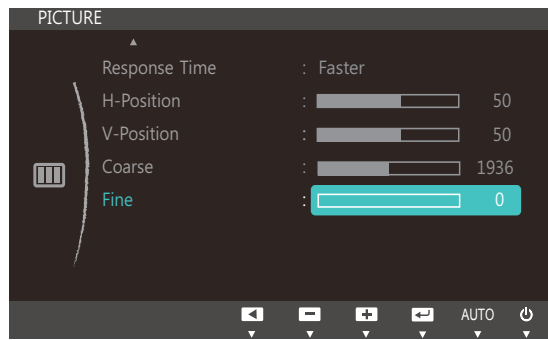 PICTURE
Response Time : Faster
H-Position : 50
V-Position : 50
Coarse : 1936
Fine : 0
AUTO